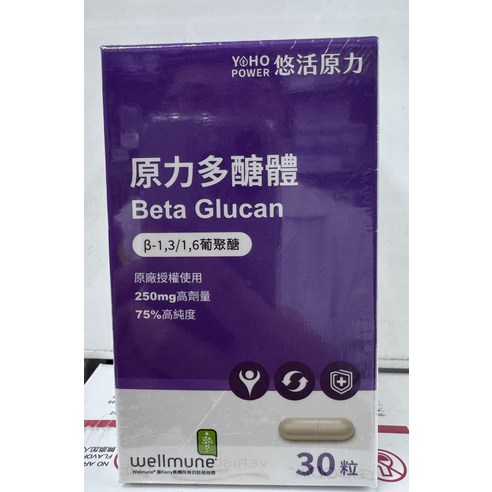 YOHO
POWER 悠活原力
原力多醣體
Beta Glucan
β-1,3/1,6葡聚醣
原廠授權使用
250mg高劑量
75%高純度
wellmune®
30粒